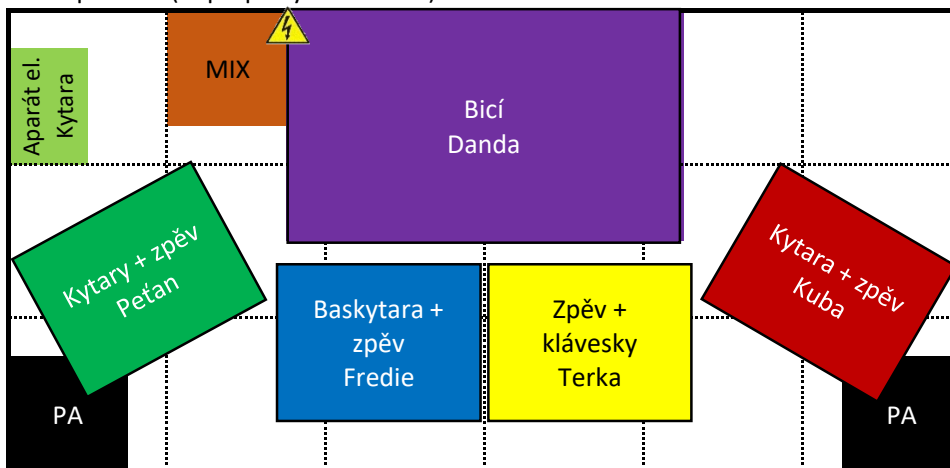 MIX
Aparát el.
Kytara
Bicí
Danda
Kytary + zpěv
Peťan
Kytara + zpěv
Kuba
Baskytara +
zpěv
Fredie
Zpěv +
klávesky
Terka
PA
PA